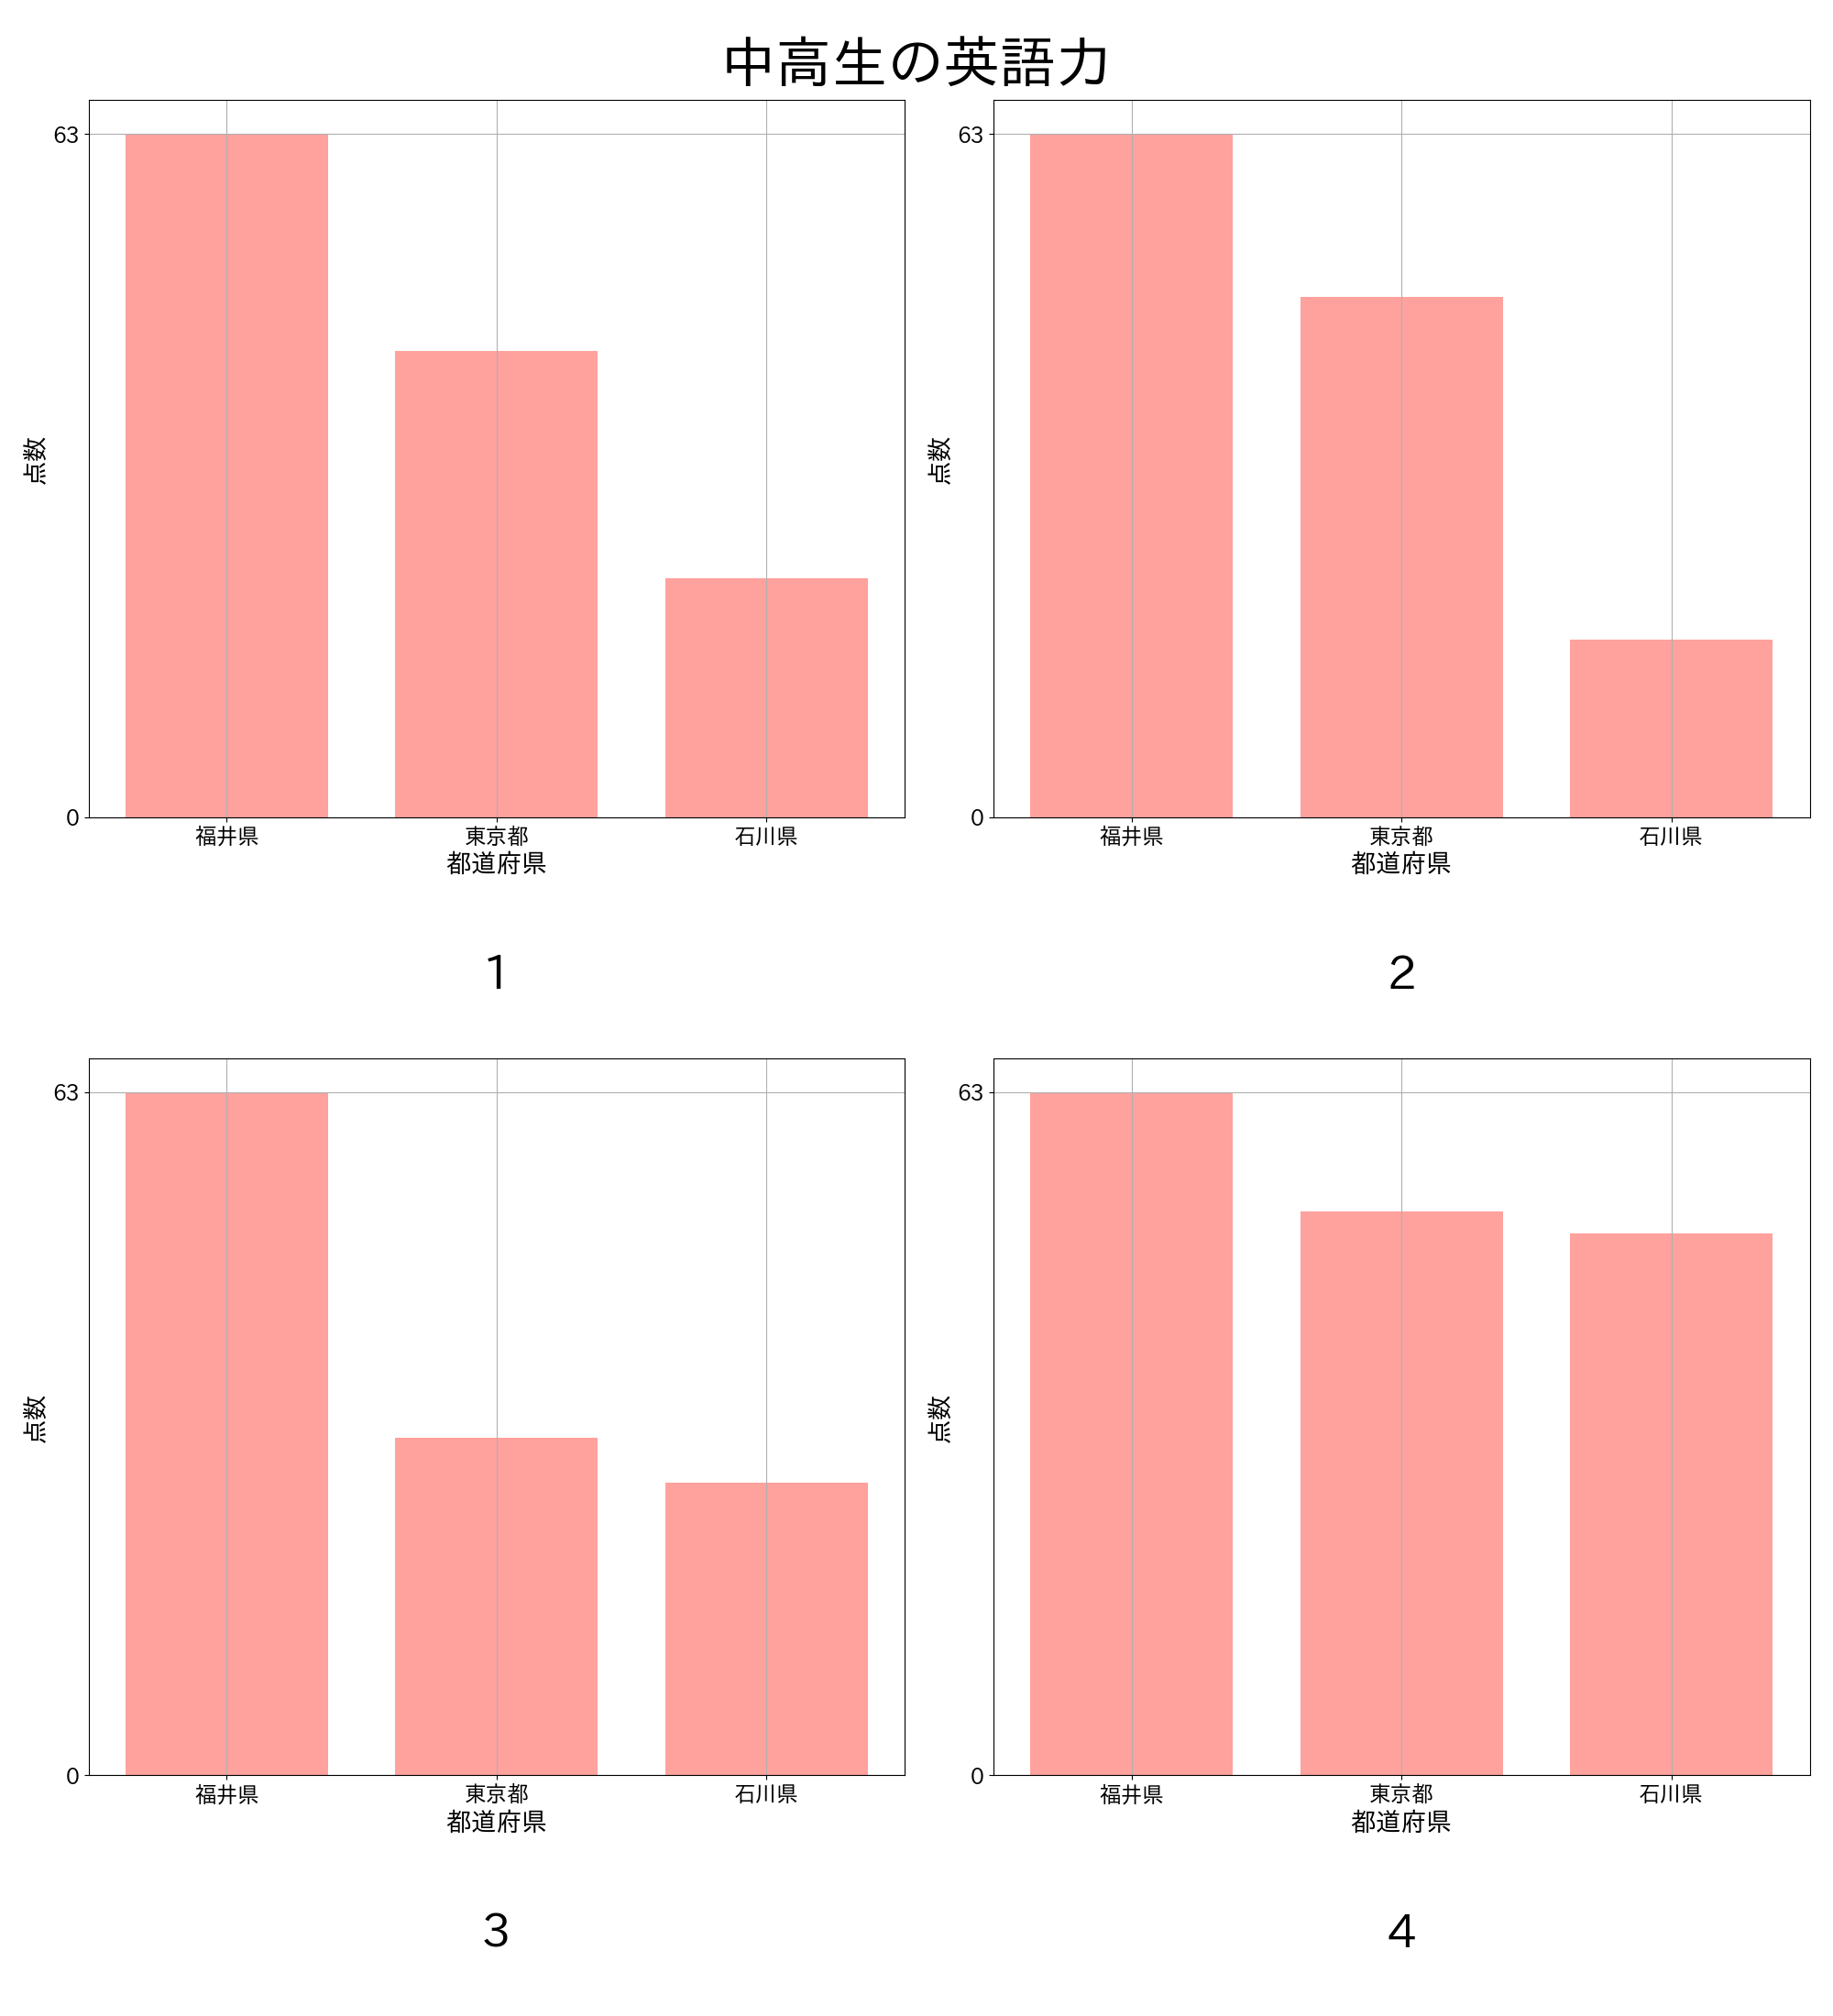 中高生の英語力
63
0
点数
福井県 東京都 石川県
都道府県
1
63
0
点数
福井県 東京都 石川県
都道府県
2
63
0
点数
福井県 東京都 石川県
都道府県
3
63
0
点数
福井県 東京都 石川県
都道府県
4